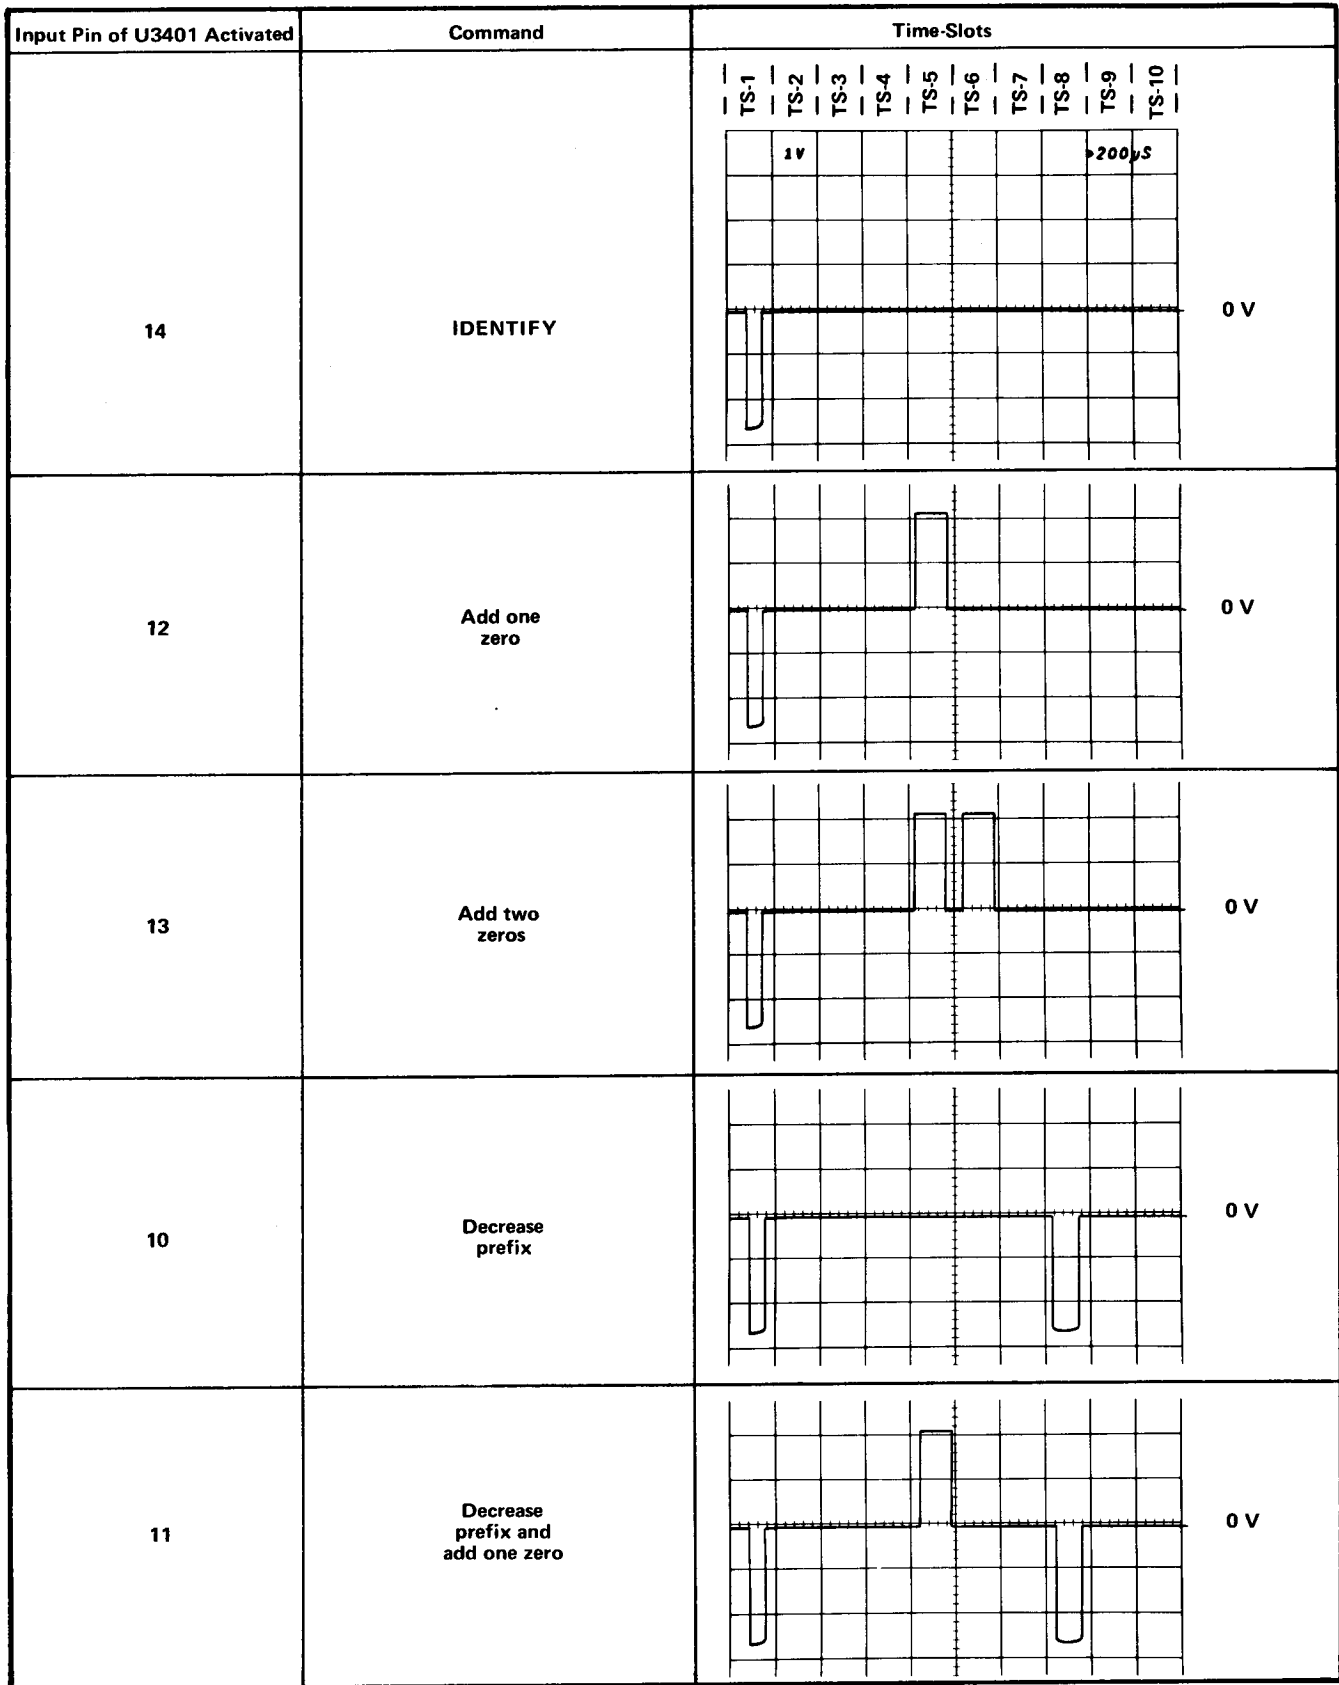 Input Pin of U3401 Activated
Command
Time-Slots
TS-1
TS-2
TS-3
TS-4
TS-5
TS-6
TS-7
TS-8
TS-9
TS-10
1V
200µS
14
IDENTIFY
0 V
12
Add one
zero
0 V
13
Add two
zeros
0 V
10
Decrease
prefix
0 V
11
Decrease
prefix and
add one zero
0 V